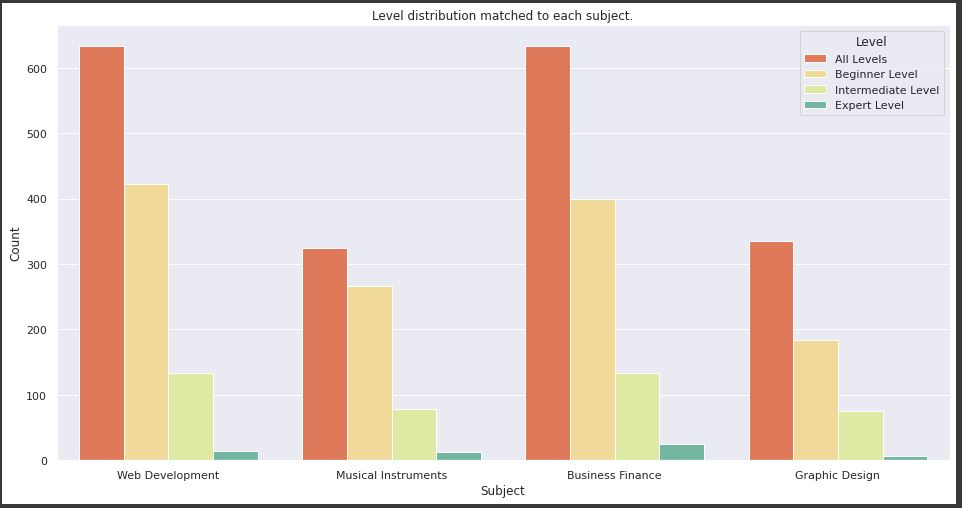 Level distribution matched to each subject.
Level
All Levels
Beginner Level
Intermediate Level
Expert Level
600
500
400
300
200
100
0
Count
Web Development
Musical Instruments
Business Finance
Graphic Design
Subject